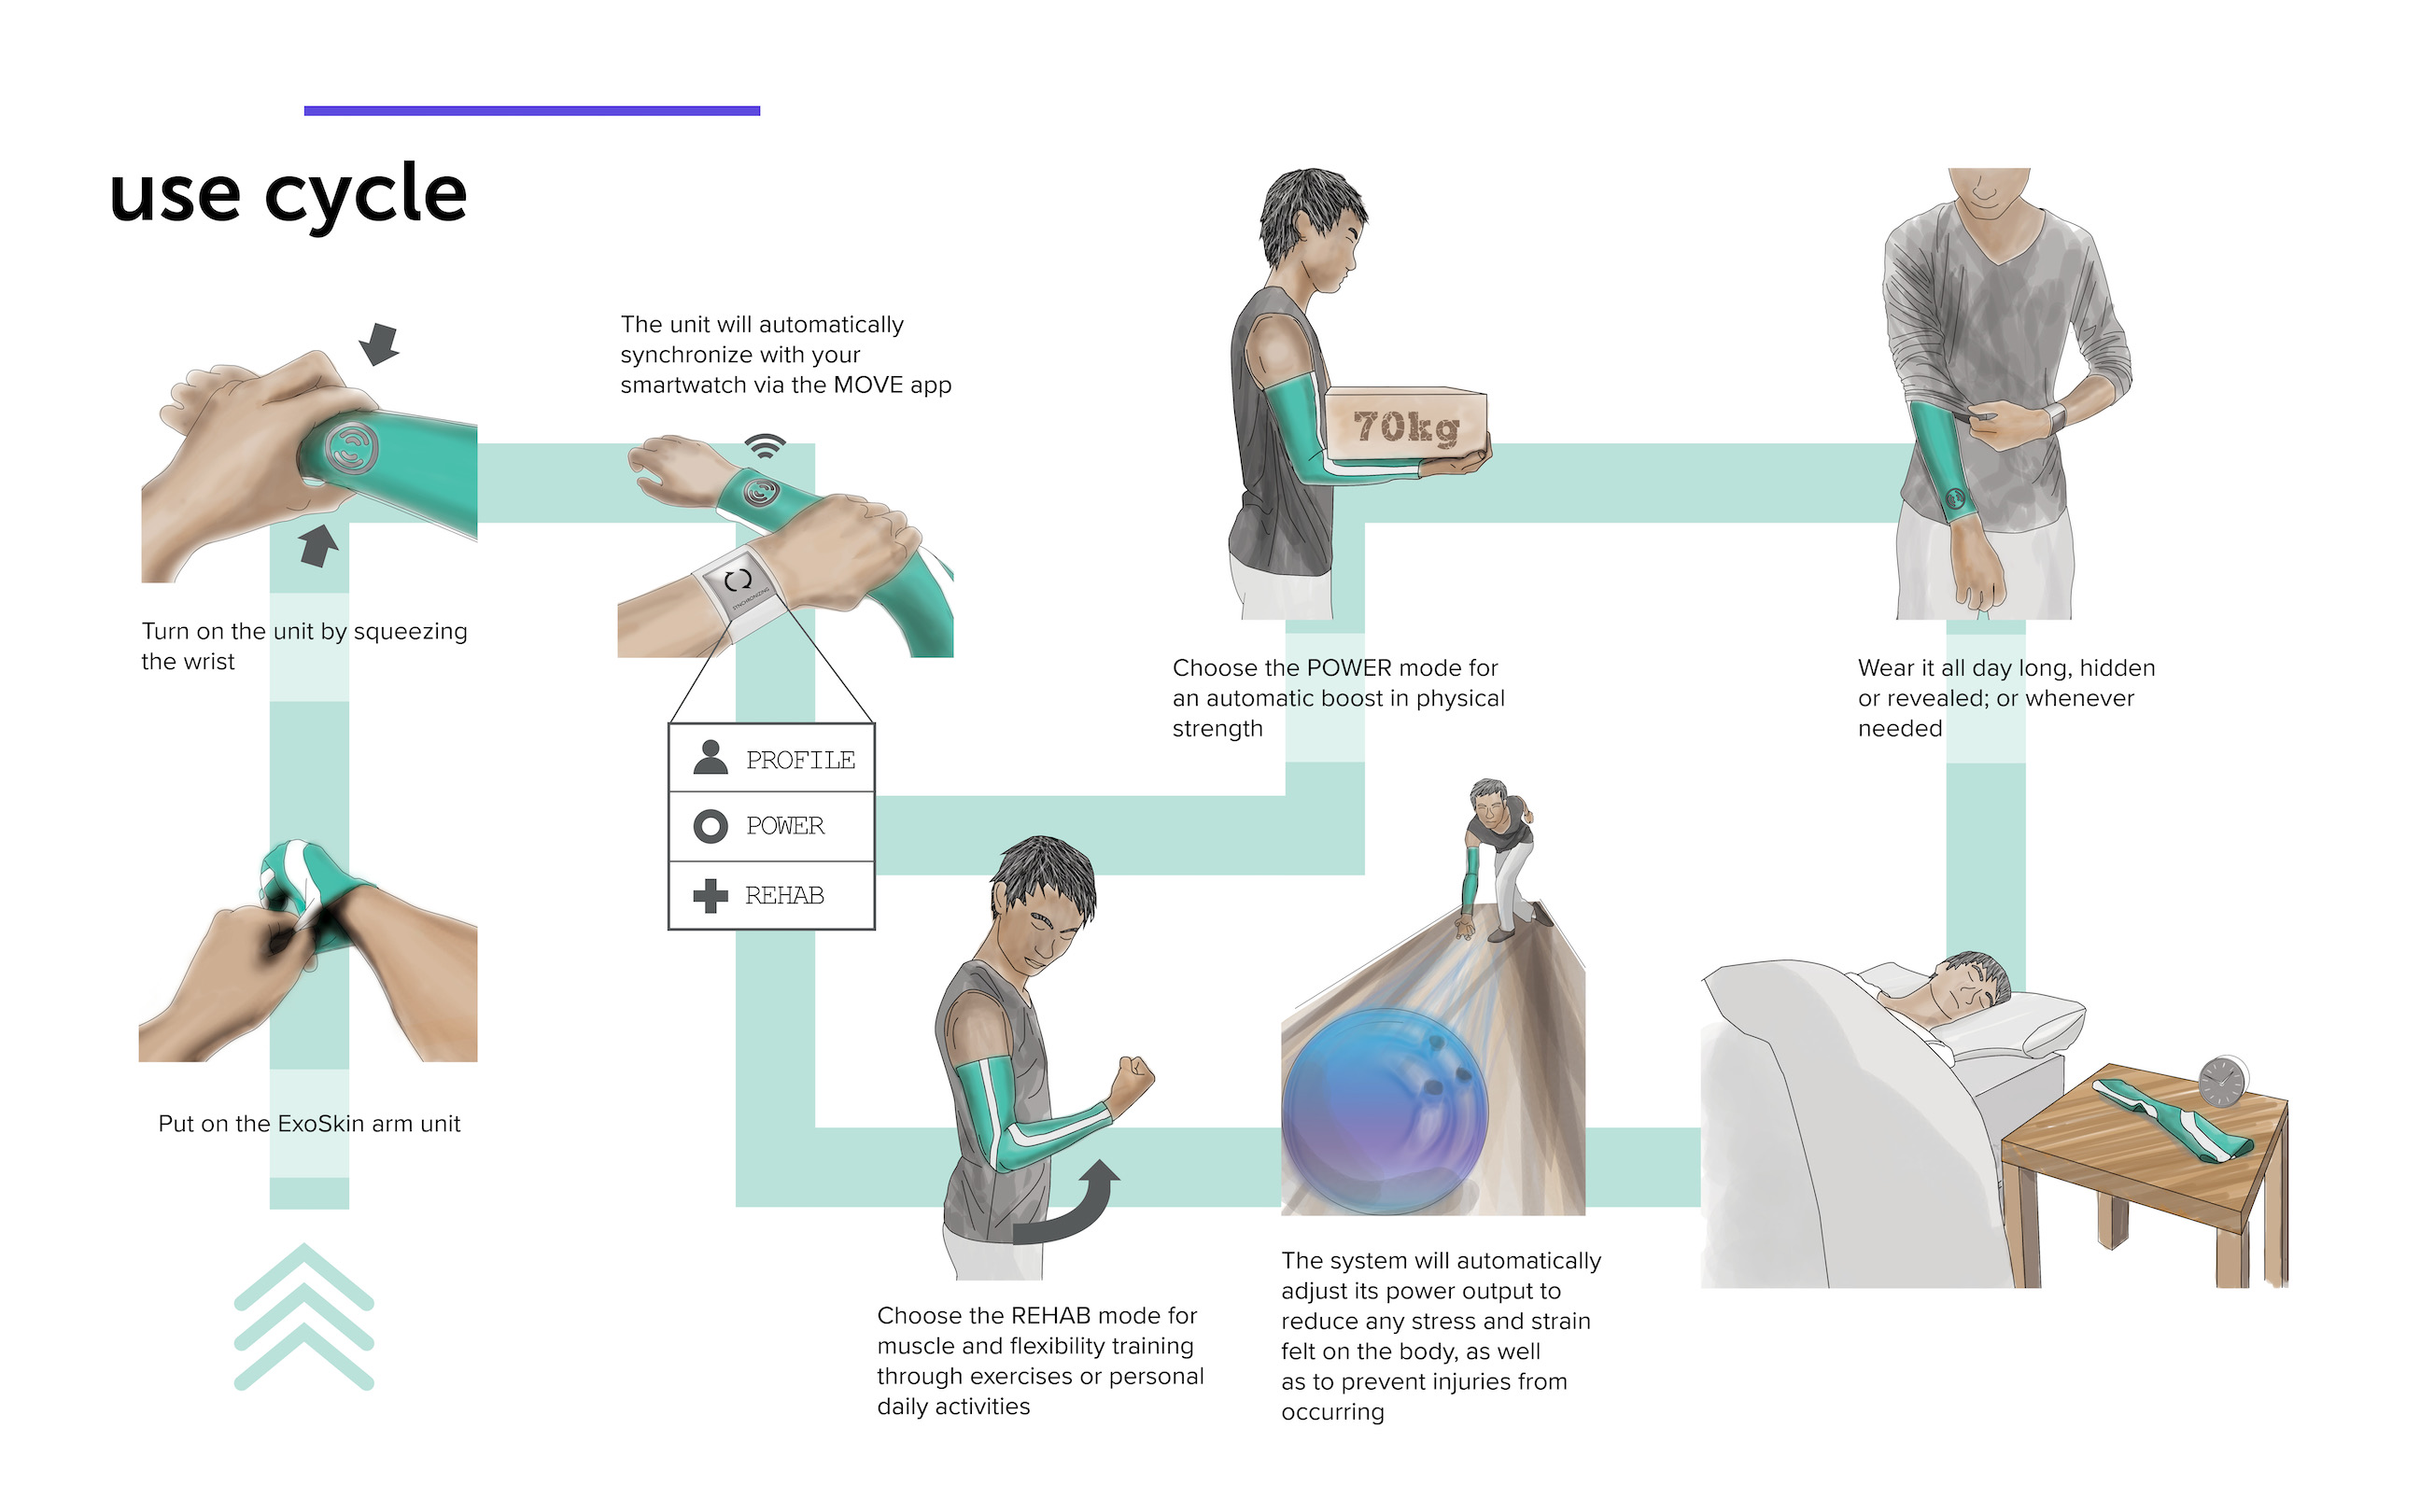 use cycle
The unit will automatically
synchronize with your
smartwatch via the MOVE app
SYNCHRONIZING
Turn on the unit by squeezing
the wrist
Put on the ExoSkin arm unit
PROFILE
POWER
REHAB
70kg
Choose the POWER mode for
an automatic boost in physical
strength
Wear it all day long, hidden
or revealed; or whenever
needed
Choose the REHAB mode for
muscle and flexibility training
through exercises or personal
daily activities
The system will automatically
adjust its power output to
reduce any stress and strain
felt on the body, as well
as to prevent injuries from
occurring